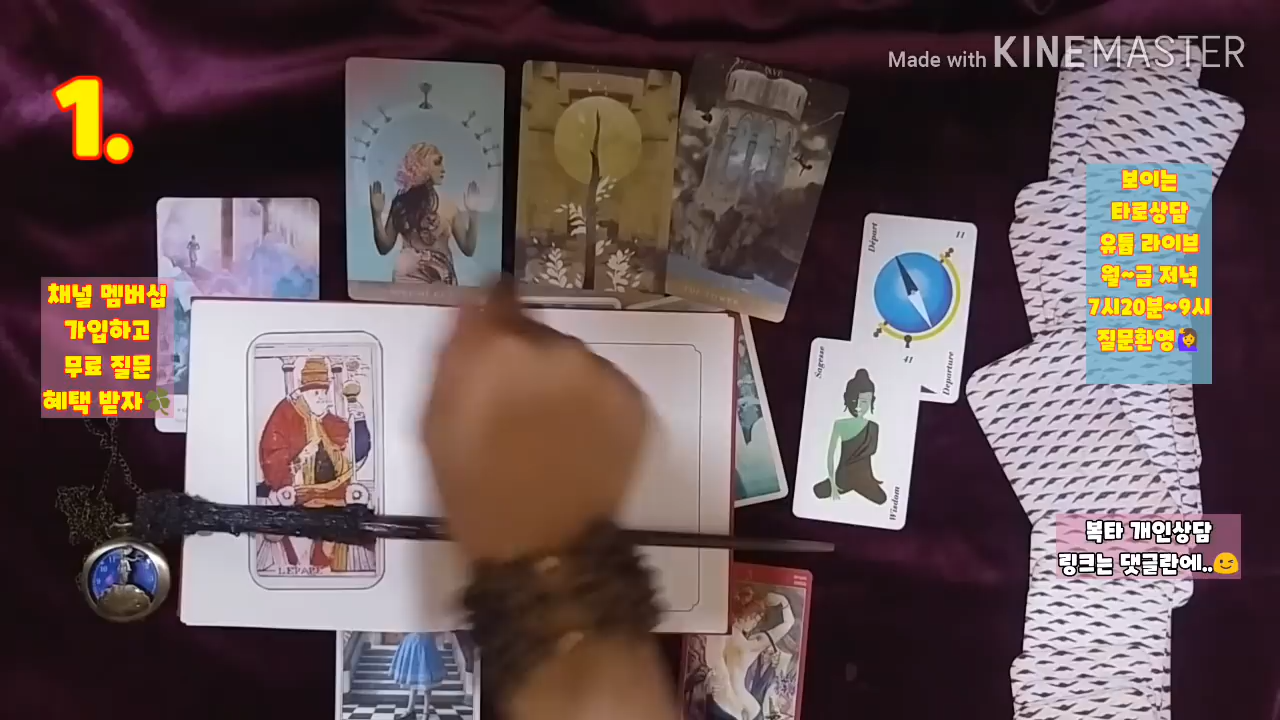 Made with KINEMASTER
1.
보이는
타로상담
유튭 라이브
월~금 저녁
7시20분~9시
질문환영🙋‍♀️
채널 멤버십
가입하고
무료 질문
혜택 받자🍀
Départ
11
Departure
Sagesse
41
Wisdom
복타 개인상담
링크는 댓글란에..😉